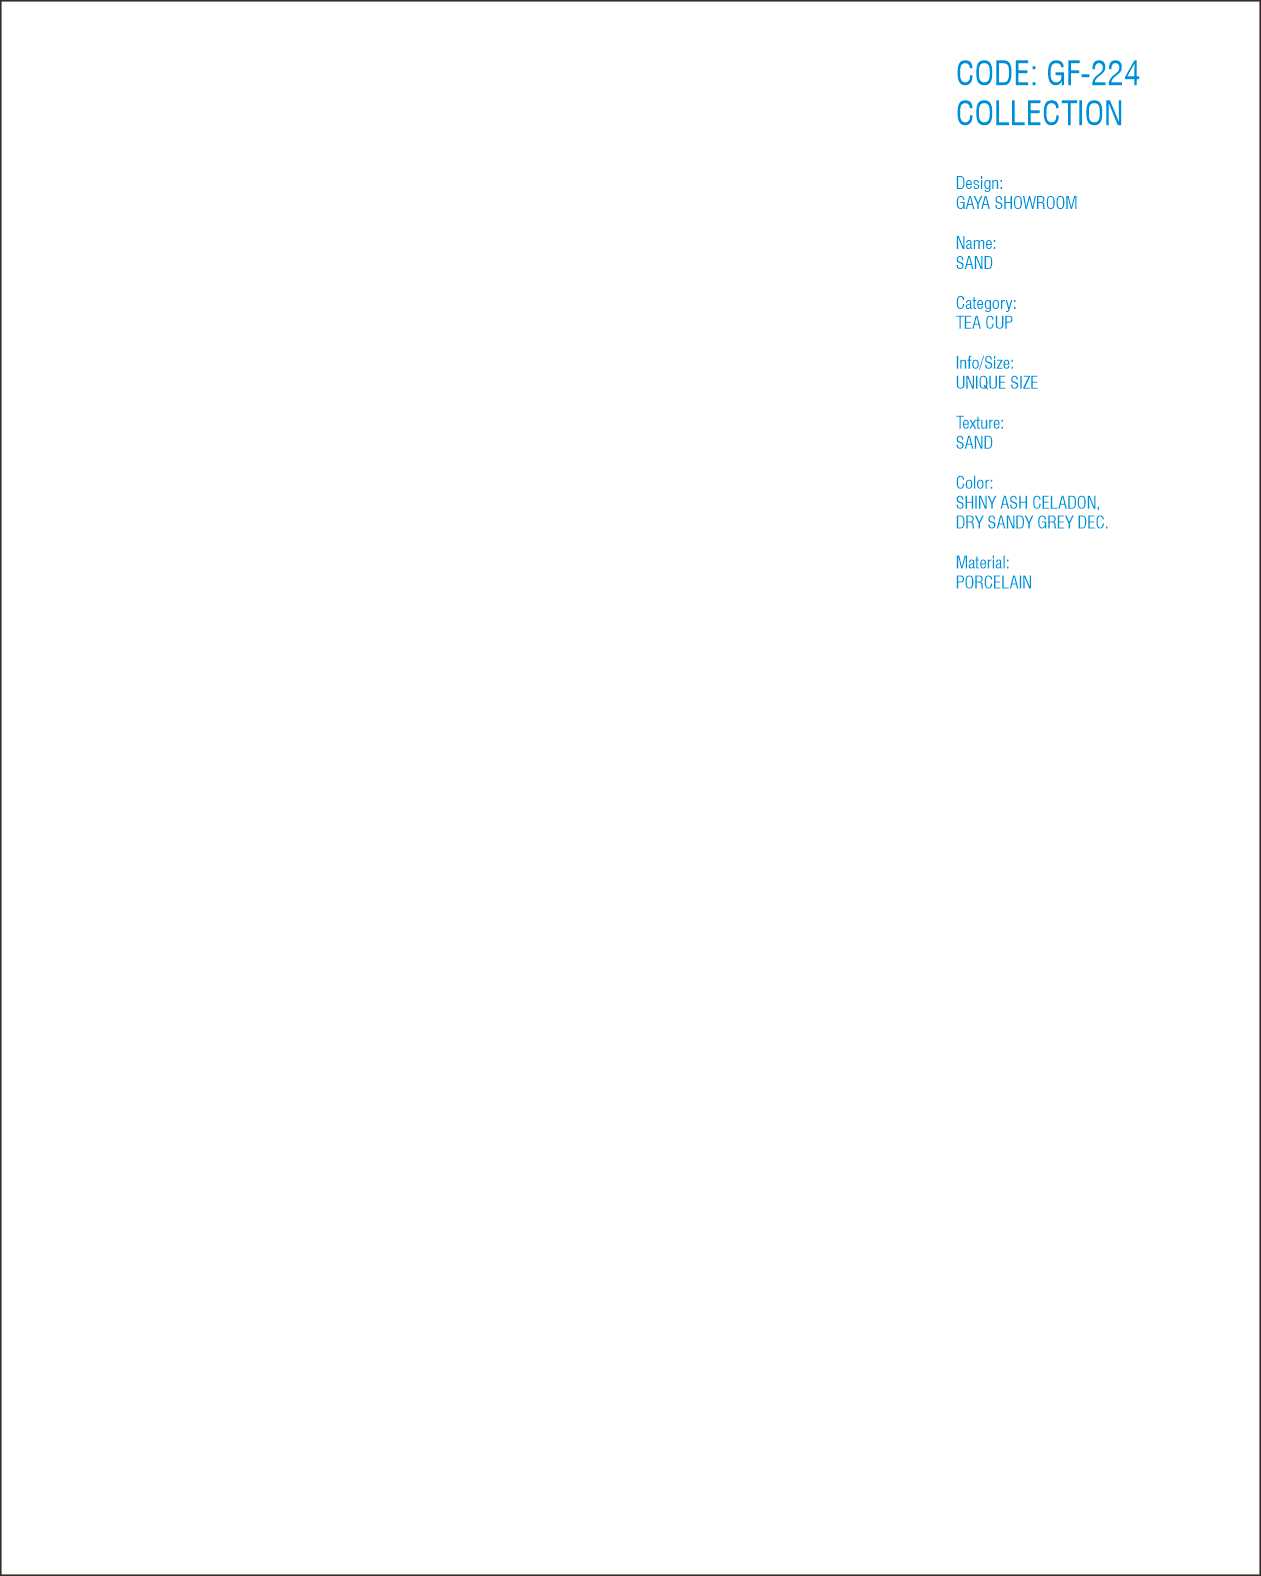 CODE: GF-224
COLLECTION
Design:
GAYA SHOWROOM
Name:
SAND
Category:
TEA CUP
Info/Size:
UNIQUE SIZE
Texture:
SAND
Color:
SHINY ASH CELADON,
DRY SANDY GREY DEC.
Material:
PORCELAIN